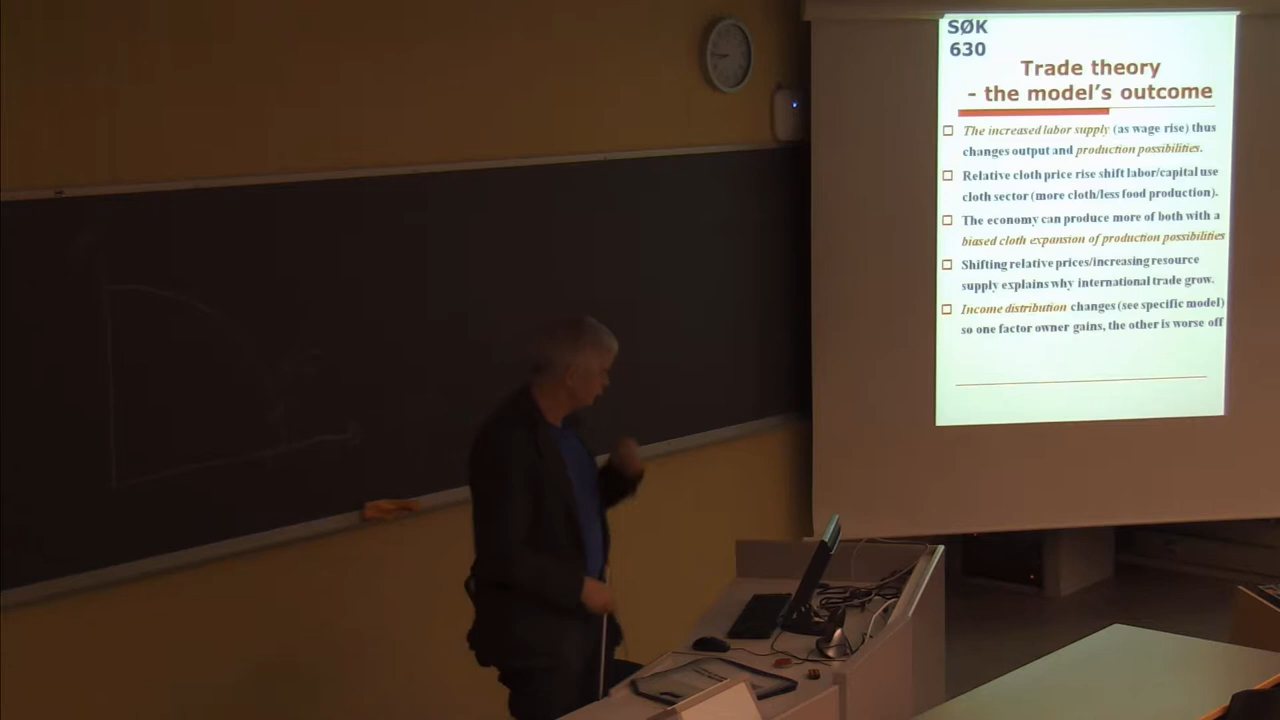 SØK
630
Trade theory
- the model's outcome
The increased labor supply (as wage rise) thus
changes output and production possibilities.
Relative cloth price rise shift labor/capital use
cloth sector (more cloth/less food production).
The economy can produce more of both with a
biased cloth expansion of production possibilities
Shifting relative prices/increasing resource
supply explains why international trade grow.
Income distribution changes (see specific model)
so one factor owner gains, the other is worse off